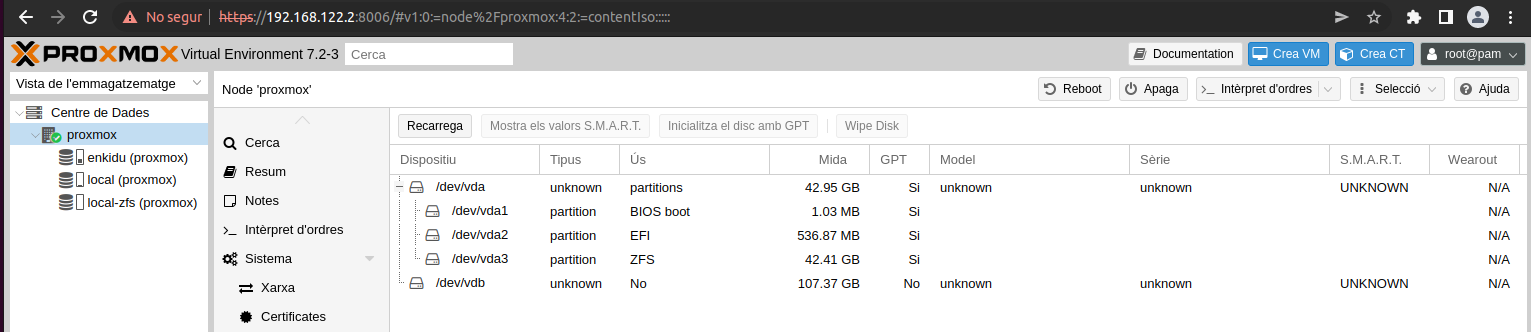 No segur https://192.168.122.2:8006/#v1:0:=node%2Fproxmox:4:2:=contentIso:::::
PROXMOX Virtual Environment 7.2-3 Cerca Documentation Crea VM Crea CT root@pam
Vista de l'emmagatzematge Node 'proxmox' Reboot Apaga Intèrpret d'ordres Selecció Ajuda
Centre de Dades
proxmox
enkidu (proxmox)
local (proxmox)
local-zfs (proxmox)
Cerca
Resum
Notes
Intèrpret d'ordres
Sistema
Xarxa
Certificates
Recarrega Mostra els valors S.M.A.R.T. Inicialitza el disc amb GPT Wipe Disk
Dispositiu Tipus Ús Mida GPT Model Sèrie S.M.A.R.T. Wearout
/dev/vda unknown partitions 42.95 GB Si unknown unknown UNKNOWN N/A
/dev/vda1 partition BIOS boot 1.03 MB Si N/A
/dev/vda2 partition EFI 536.87 MB Si N/A
/dev/vda3 partition ZFS 42.41 GB Si N/A
/dev/vdb unknown No 107.37 GB No unknown unknown UNKNOWN N/A